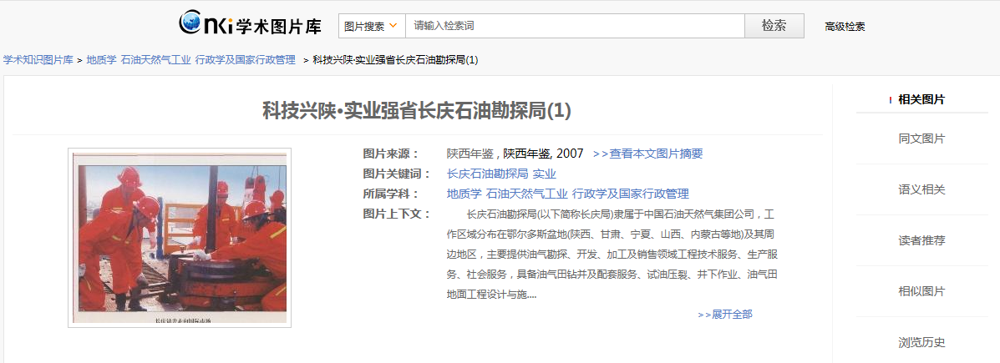 cnki学术图片库
图片搜索 请输入检索词 检索 高级检索
学术知识图片库 > 地质学 石油天然气工业 行政学及国家行政管理 > 科技兴陕·实业强省长庆石油勘探局(1)
科技兴陕·实业强省长庆石油勘探局(1)
图片来源： 陕西年鉴 , 陕西年鉴, 2007 >>查看本文图片摘要
图片关键词： 长庆石油勘探局 实业
所属学科： 地质学 石油天然气工业 行政学及国家行政管理
图片上下文： 长庆石油勘探局(以下简称长庆局)隶属于中国石油天然气集团公司，工
作区域分布在鄂尔多斯盆地(陕西、甘肃、宁夏、山西、内蒙古等地)及其周
边地区，主要提供油气勘探、开发、加工及销售领域工程技术服务、生产服
务、社会服务，具备油气田钻井及配套服务、试油压裂、井下作业、油气田
地面工程设计与施....
>>展开全部
长庆钻井走向国际市场
相关图片
同文图片
语义相关
读者推荐
相似图片
浏览历史